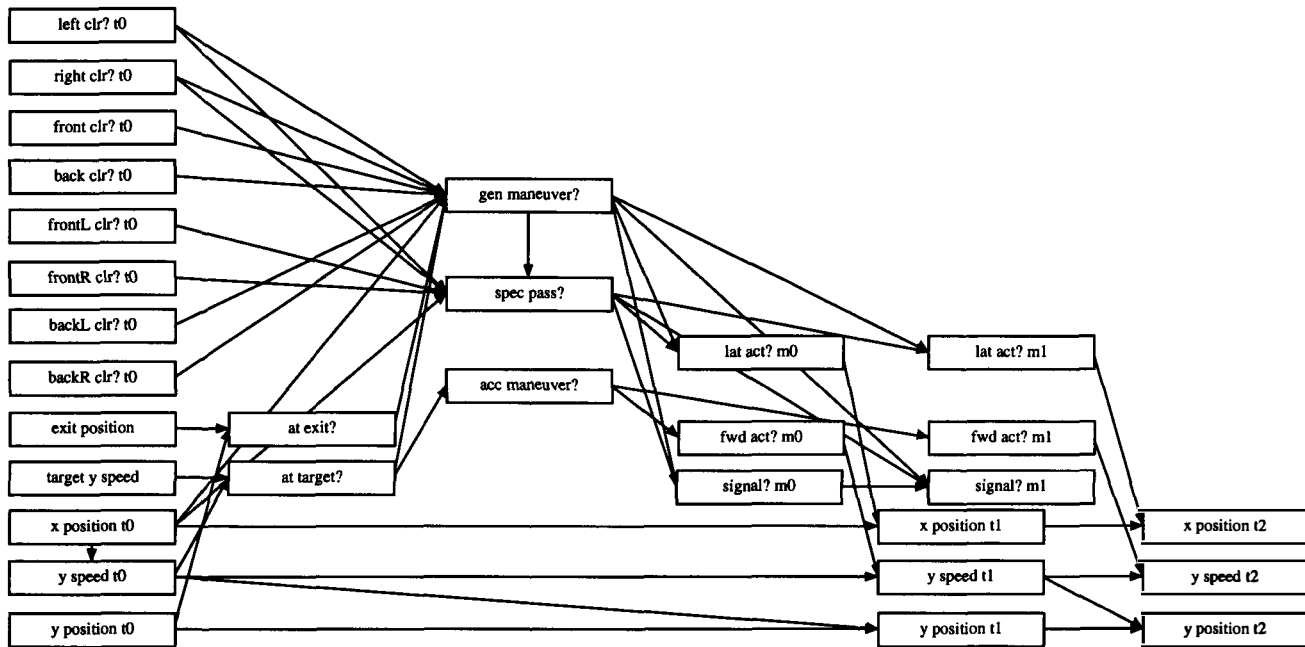 left clr? t0
right clr? t0
front clr? t0
back clr? t0
frontL clr? t0
frontR clr? t0
backL clr? t0
backR clr? t0
exit position
target y speed
x position t0
y speed t0
y position t0
at exit?
at target?
gen maneuver?
spec pass?
acc maneuver?
lat act? m0
fwd act? m0
signal? m0
lat act? m1
fwd act? m1
signal? m1
x position t1
y speed t1
y position t1
x position t2
y speed t2
y position t2